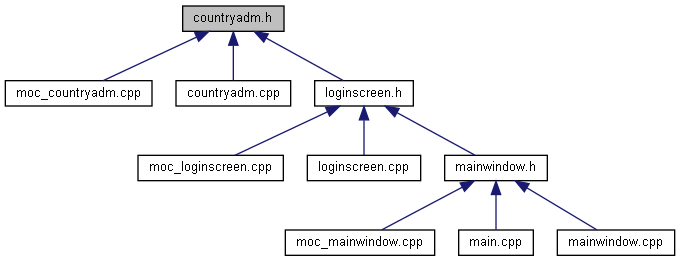 countryadm.h
moc_countryadm.cpp
countryadm.cpp
loginscreen.h
moc_loginscreen.cpp
loginscreen.cpp
mainwindow.h
moc_mainwindow.cpp
main.cpp
mainwindow.cpp